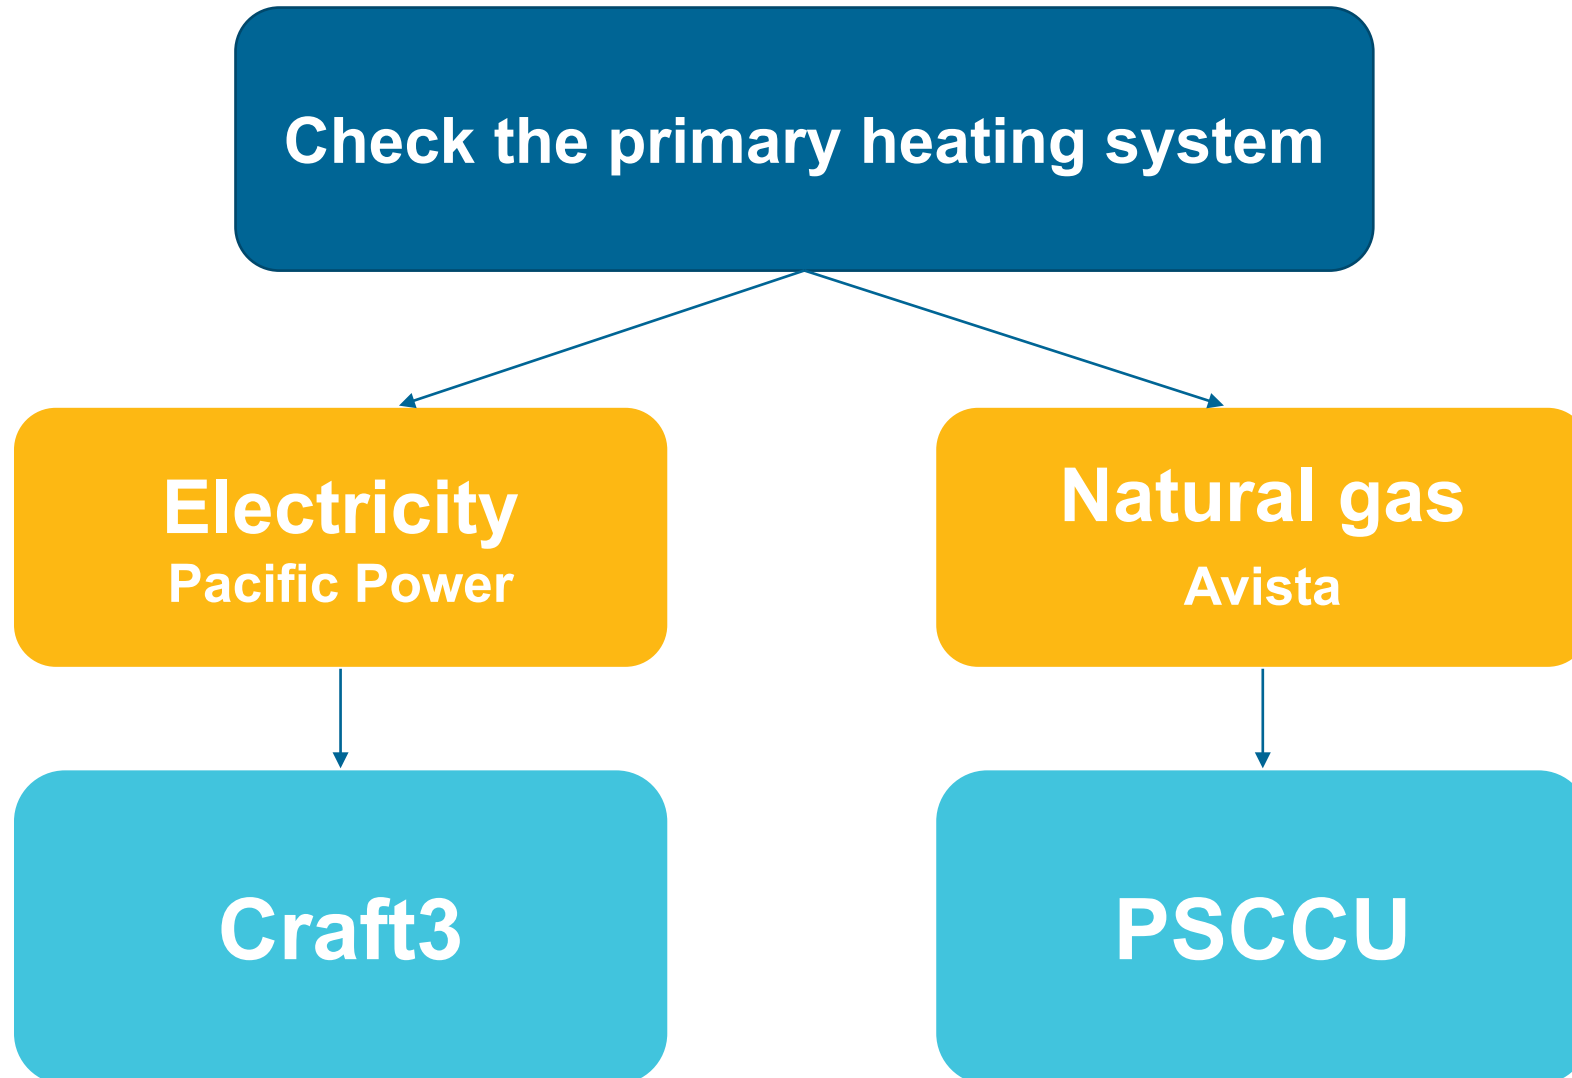 Check the primary heating system
Electricity
Pacific Power
Natural gas
Avista
Craft3
PSCCU